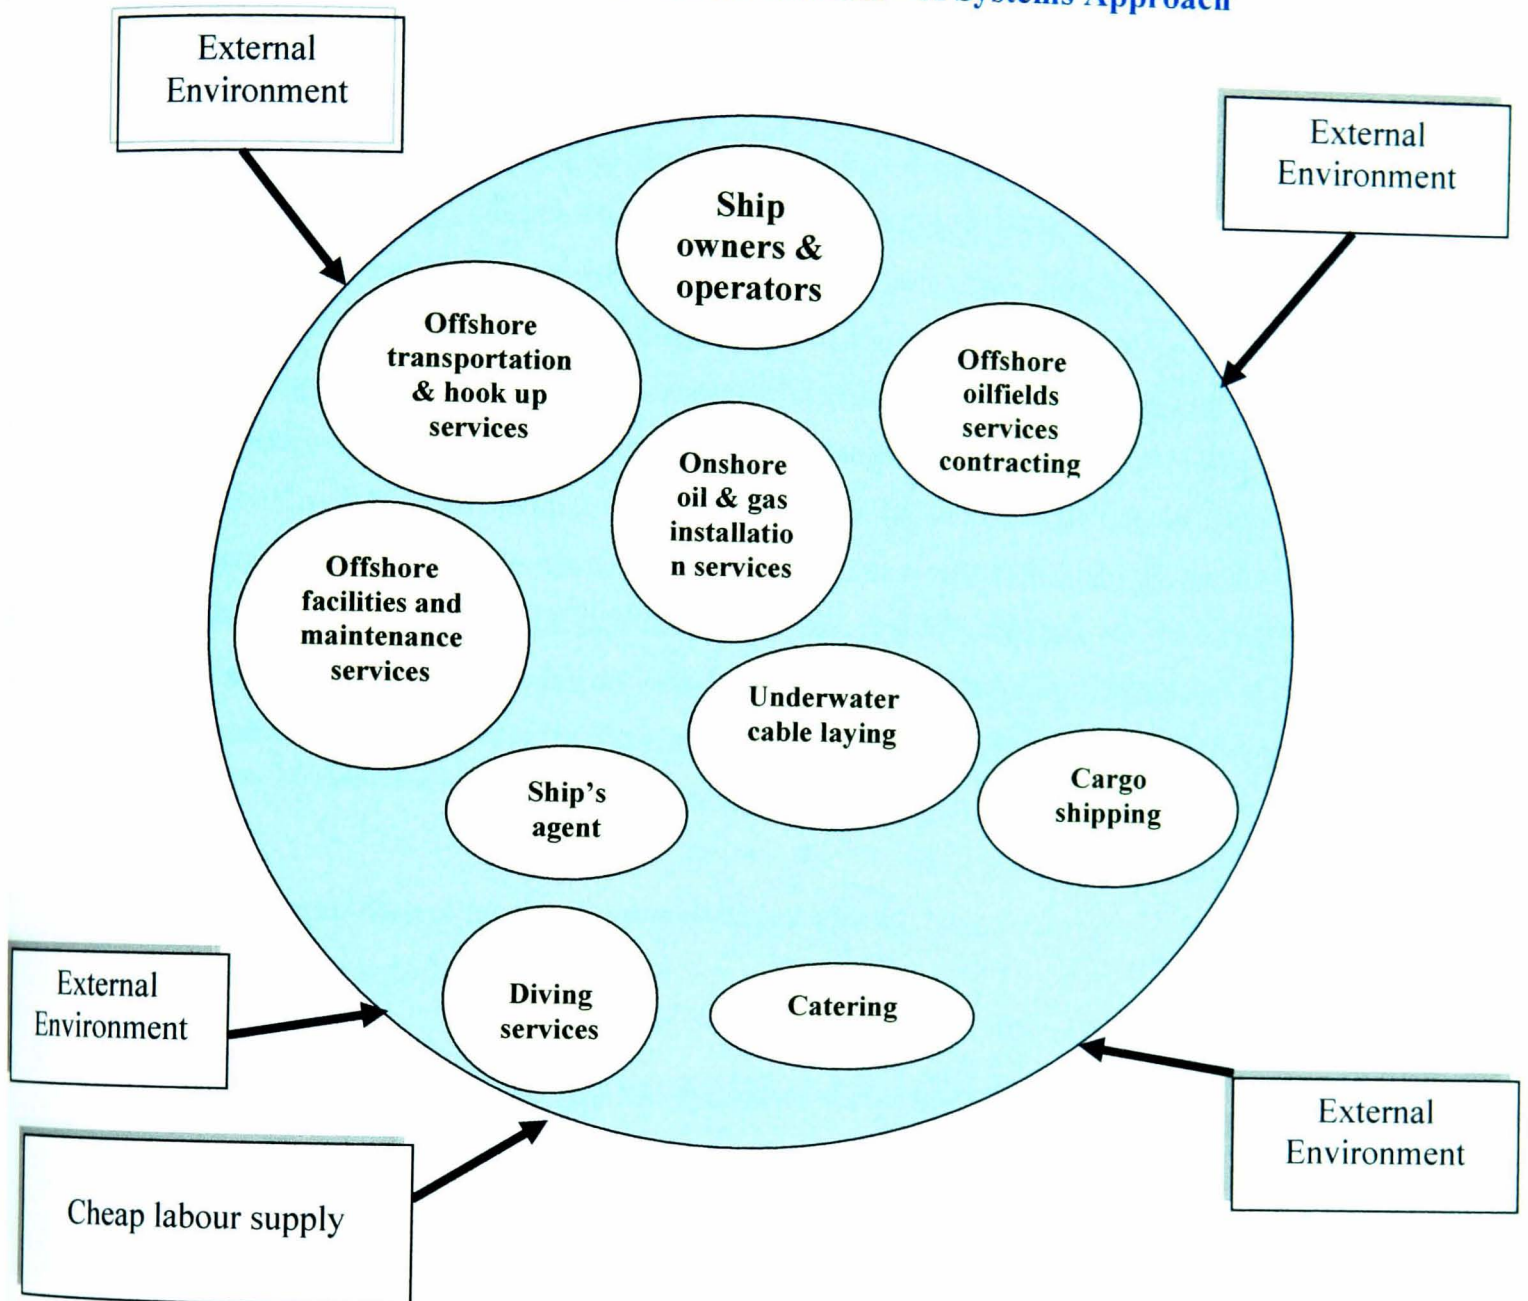 Systems Approach
External
Environment
External
Environment
Ship
owners &
operators
Offshore
transportation
& hook up
services
Offshore
oilfields
services
contracting
Onshore
oil & gas
installatio
n services
Offshore
facilities and
maintenance
services
Underwater
cable laying
Ship's
agent
Cargo
shipping
External
Environment
Diving
services
Catering
External
Environment
Cheap labour supply